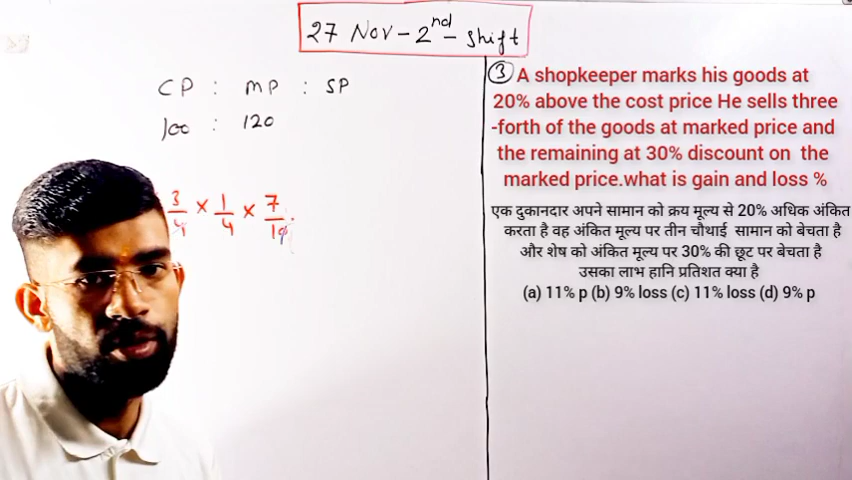 27 Nov - 2nd - shift
CP : MP : SP
100 : 120
3/4 × 1/4 × 7/10
③ A shopkeeper marks his goods at
20% above the cost price He sells three
-forth of the goods at marked price and
the remaining at 30% discount on the
marked price.what is gain and loss %
एक दुकानदार अपने सामान को क्रय मूल्य से 20% अधिक अंकित
करता है वह अंकित मूल्य पर तीन चौथाई सामान को बेचता है
और शेष को अंकित मूल्य पर 30% की छूट पर बेचता है
उसका लाभ हानि प्रतिशत क्या है
(a) 11% p (b) 9% loss (c) 11% loss (d) 9% p